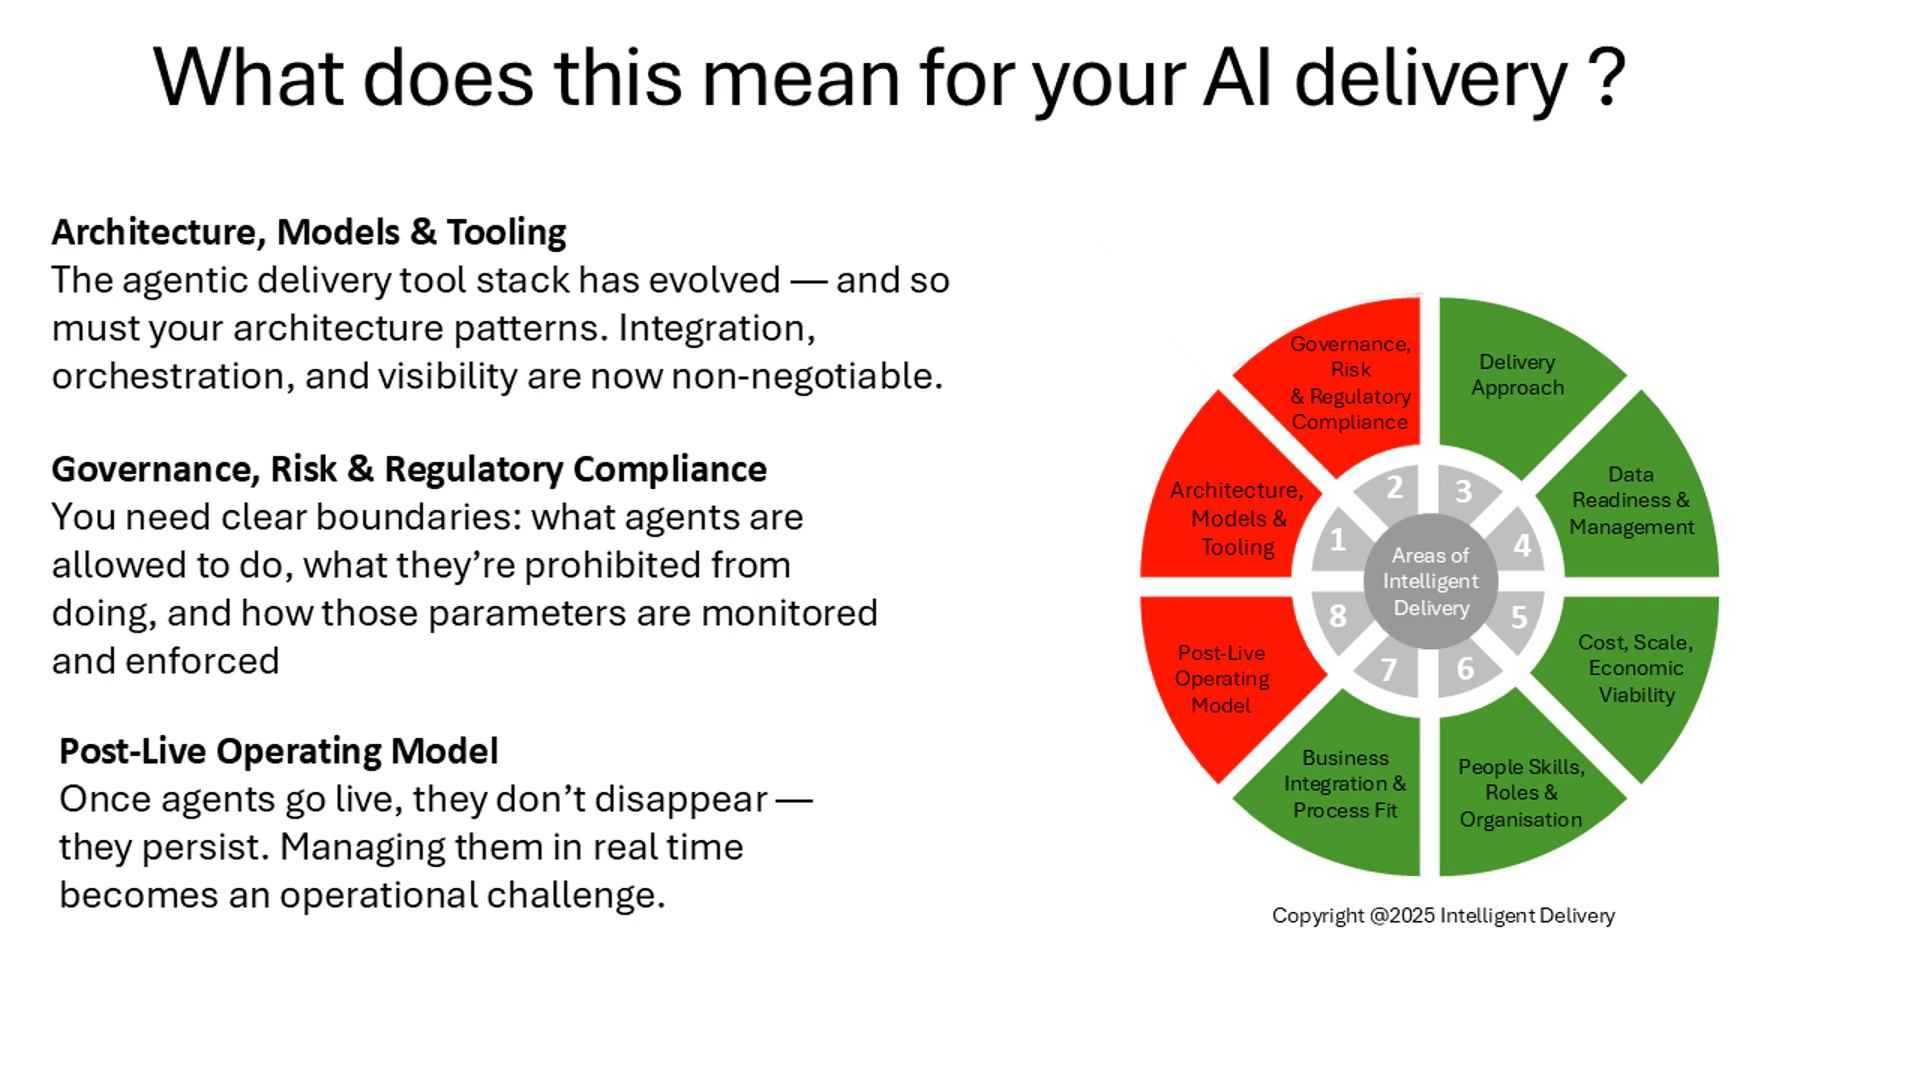 What does this mean for your AI delivery ?
Architecture, Models & Tooling
The agentic delivery tool stack has evolved — and so
must your architecture patterns. Integration,
orchestration, and visibility are now non-negotiable.
Governance, Risk & Regulatory Compliance
You need clear boundaries: what agents are
allowed to do, what they’re prohibited from
doing, and how those parameters are monitored
and enforced
Post-Live Operating Model
Once agents go live, they don’t disappear —
they persist. Managing them in real time
becomes an operational challenge.
Governance,
Risk
& Regulatory
Compliance
Delivery
Approach
Architecture,
Models &
Tooling
Data
Readiness &
Management
2
3
1
4
Areas of
Intelligent
Delivery
8
5
7
6
Post-Live
Operating
Model
Cost, Scale,
Economic
Viability
Business
Integration &
Process Fit
People Skills,
Roles &
Organisation
Copyright @2025 Intelligent Delivery